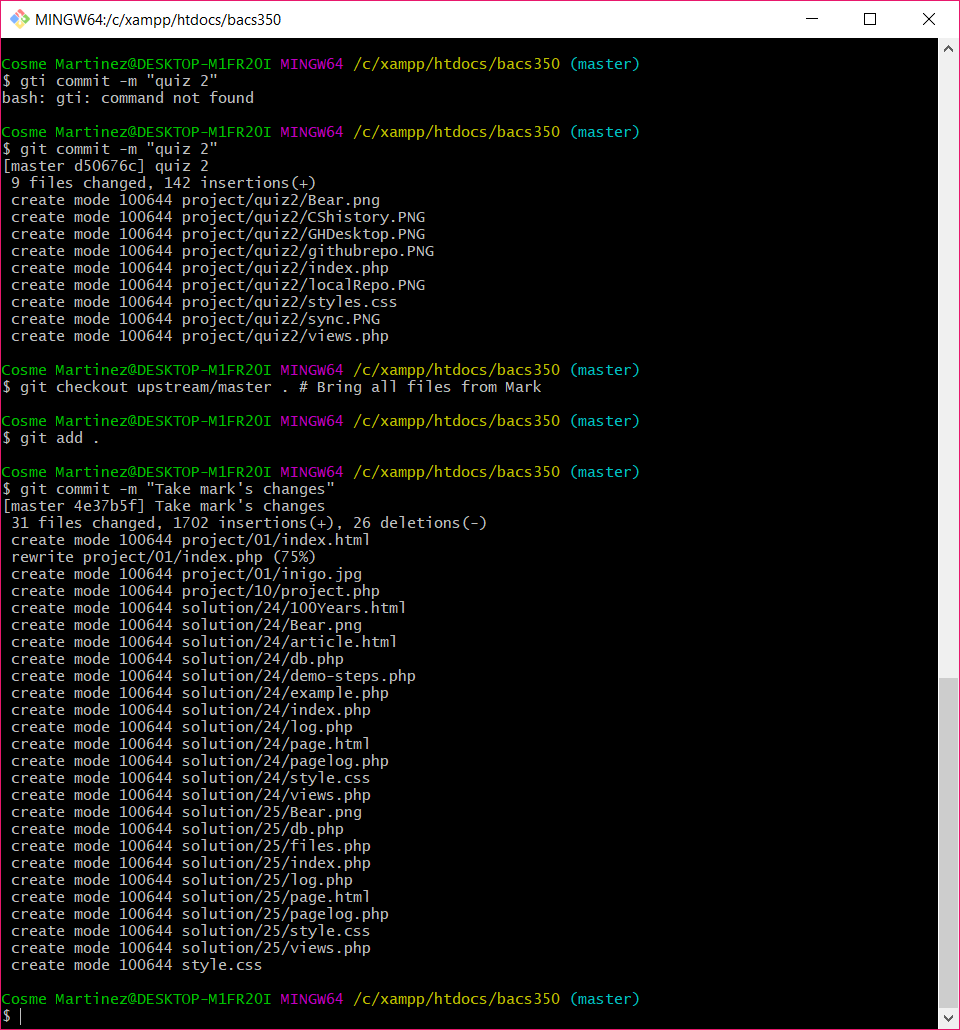 MINGW64:/c/xampp/htdocs/bacs350
Cosme Martinez@DESKTOP-M1FR2OI MINGW64 /c/xampp/htdocs/bacs350 (master)
$ gti commit -m "quiz 2"
bash: gti: command not found
Cosme Martinez@DESKTOP-M1FR2OI MINGW64 /c/xampp/htdocs/bacs350 (master)
$ git commit -m "quiz 2"
[master d50676c] quiz 2
 9 files changed, 142 insertions(+)
 create mode 100644 project/quiz2/Bear.png
 create mode 100644 project/quiz2/CShistory.PNG
 create mode 100644 project/quiz2/GHDesktop.PNG
 create mode 100644 project/quiz2/githubrepo.PNG
 create mode 100644 project/quiz2/index.php
 create mode 100644 project/quiz2/localRepo.PNG
 create mode 100644 project/quiz2/styles.css
 create mode 100644 project/quiz2/sync.PNG
 create mode 100644 project/quiz2/views.php
Cosme Martinez@DESKTOP-M1FR2OI MINGW64 /c/xampp/htdocs/bacs350 (master)
$ git checkout upstream/master . # Bring all files from Mark
Cosme Martinez@DESKTOP-M1FR2OI MINGW64 /c/xampp/htdocs/bacs350 (master)
$ git add .
Cosme Martinez@DESKTOP-M1FR2OI MINGW64 /c/xampp/htdocs/bacs350 (master)
$ git commit -m "Take mark's changes"
[master 4e37b5f] Take mark's changes
 31 files changed, 1702 insertions(+), 26 deletions(-)
 create mode 100644 project/01/index.html
 rewrite project/01/index.php (75%)
 create mode 100644 project/01/inigo.jpg
 create mode 100644 project/10/project.php
 create mode 100644 solution/24/100Years.html
 create mode 100644 solution/24/Bear.png
 create mode 100644 solution/24/article.html
 create mode 100644 solution/24/db.php
 create mode 100644 solution/24/demo-steps.php
 create mode 100644 solution/24/example.php
 create mode 100644 solution/24/index.php
 create mode 100644 solution/24/log.php
 create mode 100644 solution/24/page.html
 create mode 100644 solution/24/pagelog.php
 create mode 100644 solution/24/style.css
 create mode 100644 solution/24/views.php
 create mode 100644 solution/25/Bear.png
 create mode 100644 solution/25/db.php
 create mode 100644 solution/25/files.php
 create mode 100644 solution/25/index.php
 create mode 100644 solution/25/log.php
 create mode 100644 solution/25/page.html
 create mode 100644 solution/25/pagelog.php
 create mode 100644 solution/25/style.css
 create mode 100644 solution/25/views.php
 create mode 100644 style.css
Cosme Martinez@DESKTOP-M1FR2OI MINGW64 /c/xampp/htdocs/bacs350 (master)
$